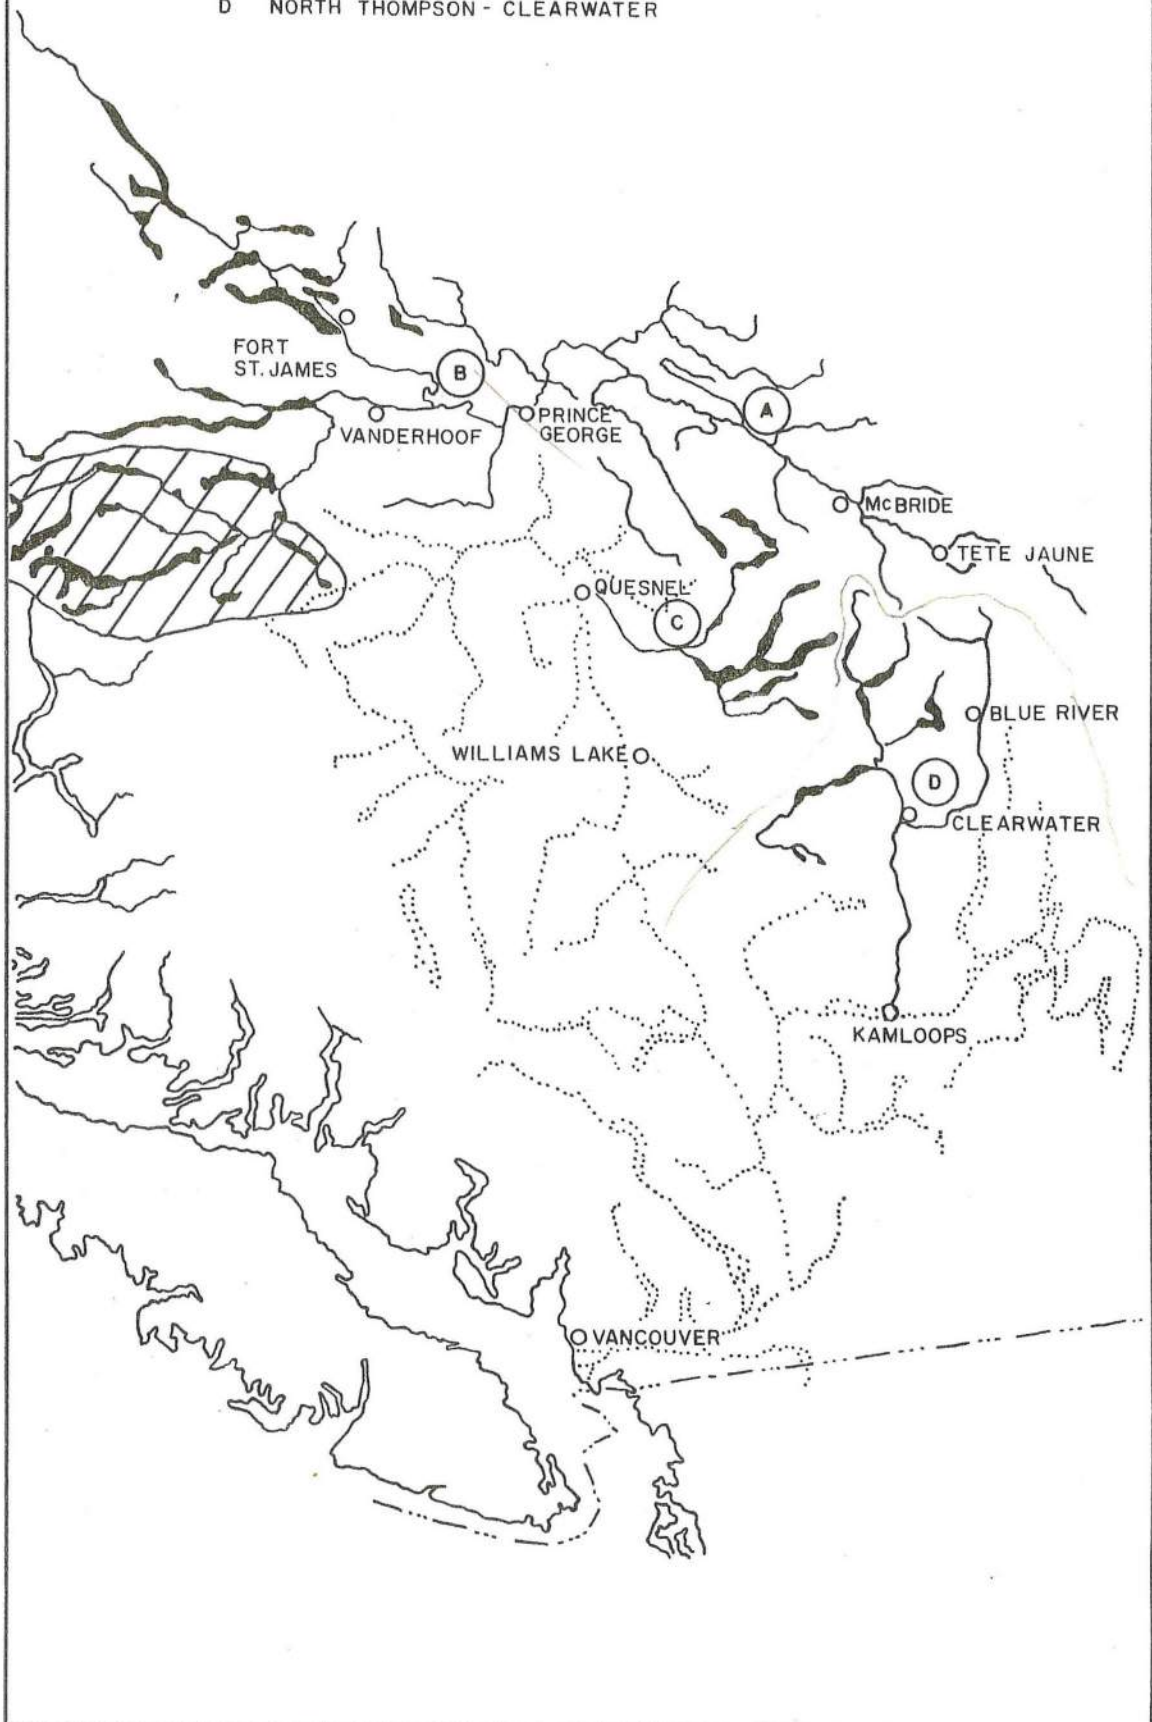 D NORTH THOMPSON - CLEARWATER
FORT
ST. JAMES
B
A
PRINCE
GEORGE
VANDERHOOF
McBRIDE
TETE JAUNE
QUESNEL
C
BLUE RIVER
WILLIAMS LAKE
D
CLEARWATER
KAMLOOPS
VANCOUVER